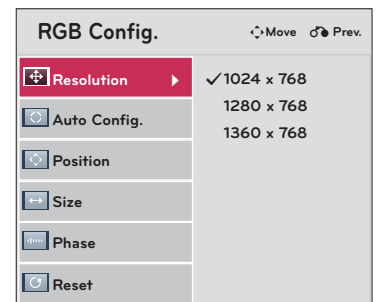 RGB Config.
Move Prev.
Resolution
1024 x 768
1280 x 768
1360 x 768
Auto Config.
Position
Size
Phase
Reset